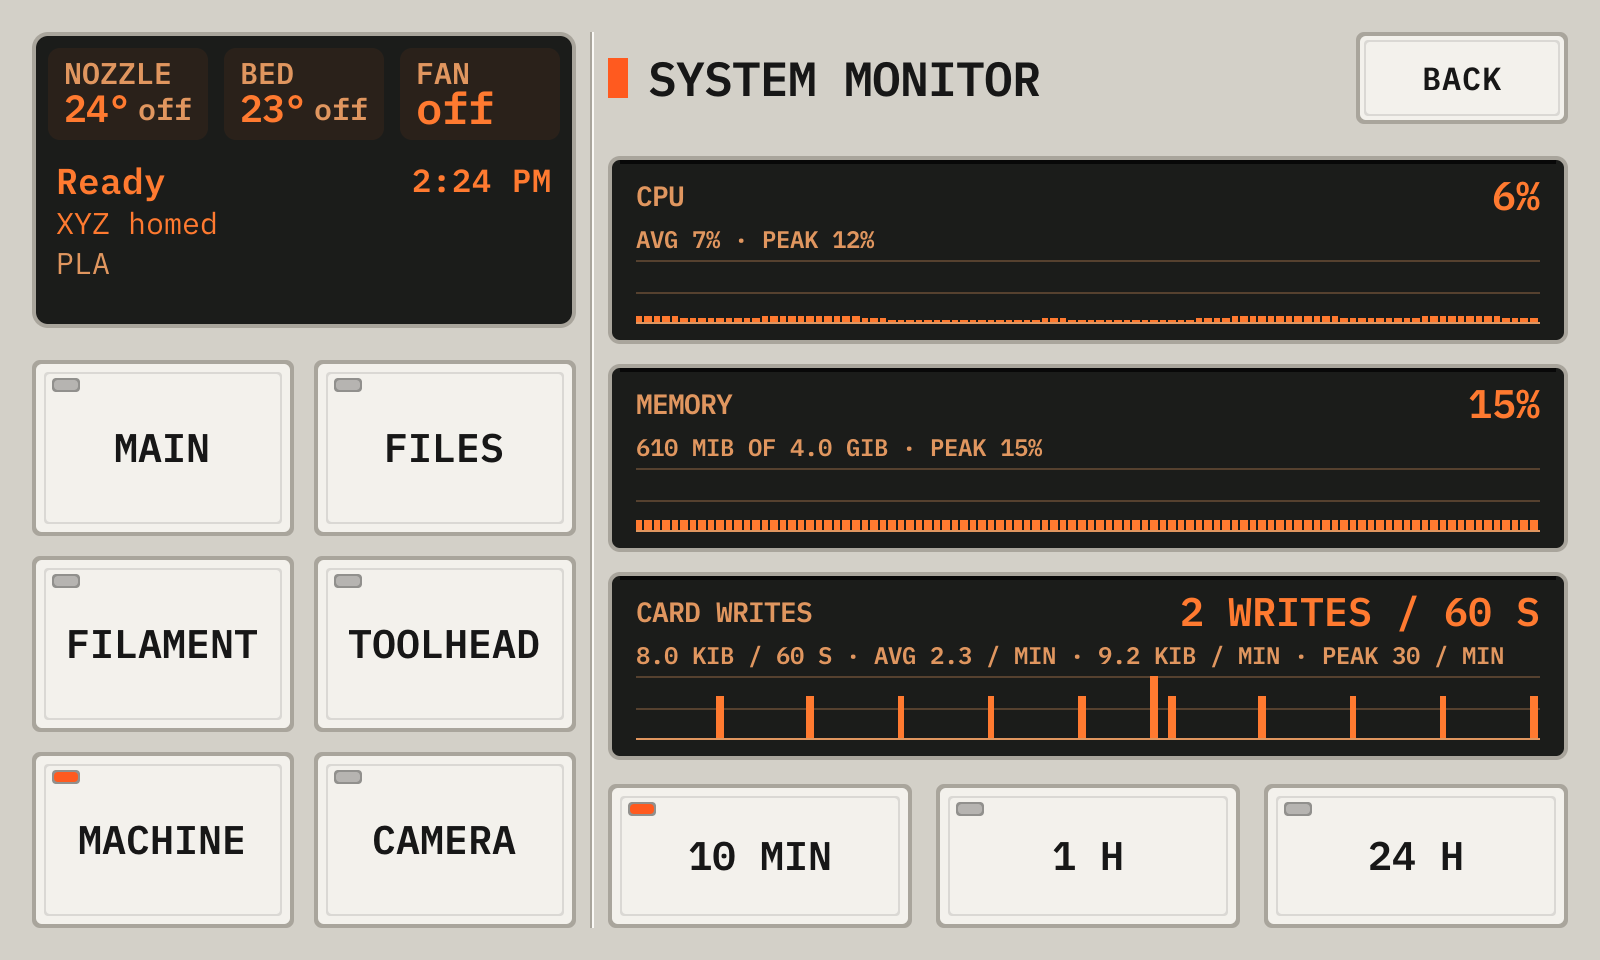 NOZZLE
24° off
BED
23° off
FAN
off
Ready 2:24 PM
XYZ homed
PLA
MAIN
FILES
FILAMENT
TOOLHEAD
MACHINE
CAMERA
SYSTEM MONITOR
BACK
CPU 6%
AVG 7% · PEAK 12%
MEMORY 15%
610 MIB OF 4.0 GIB · PEAK 15%
CARD WRITES 2 WRITES / 60 S
8.0 KIB / 60 S · AVG 2.3 / MIN · 9.2 KIB / MIN · PEAK 30 / MIN
10 MIN
1 H
24 H